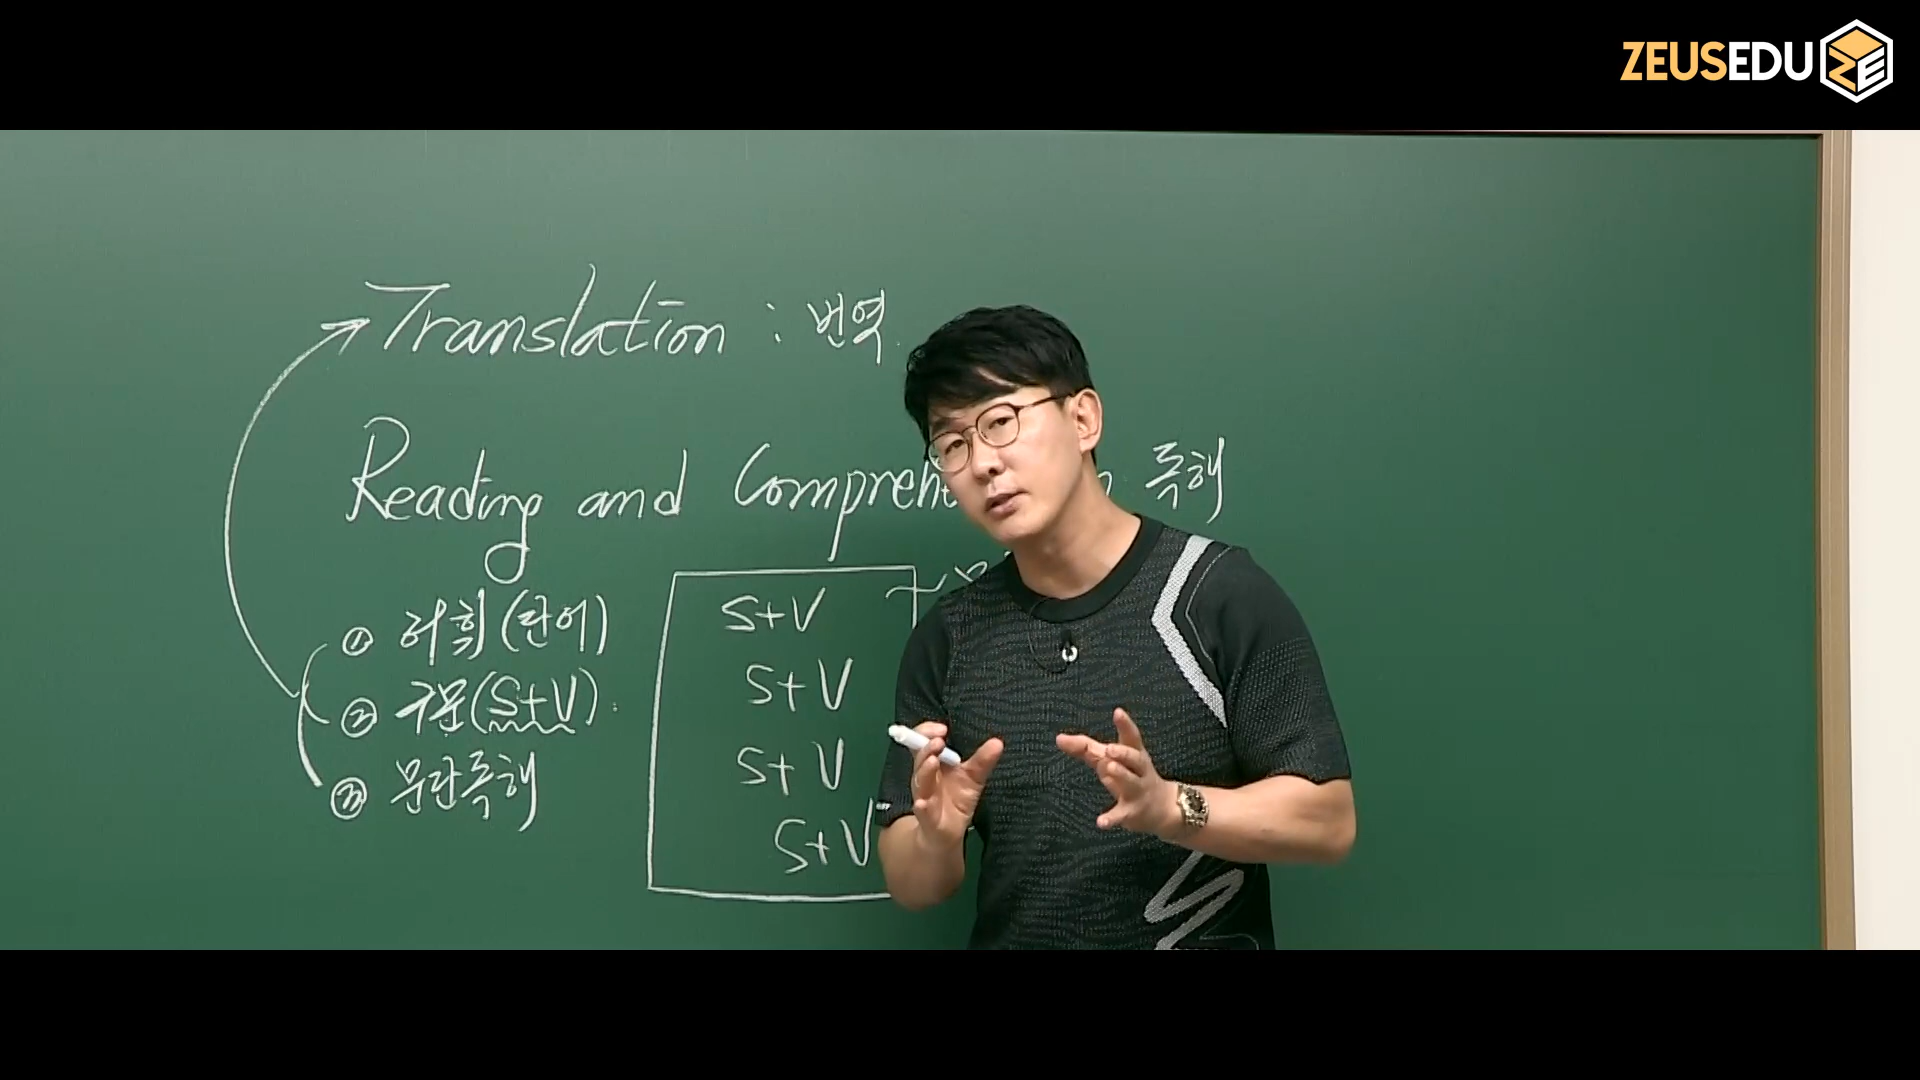 ZEUSEDU
Translation : 번역
Reading and Compreh 독해
① 어휘 (단어)
② 구문 (S+V)
③ 문단독해
S+V
S+V
S+V
S+V